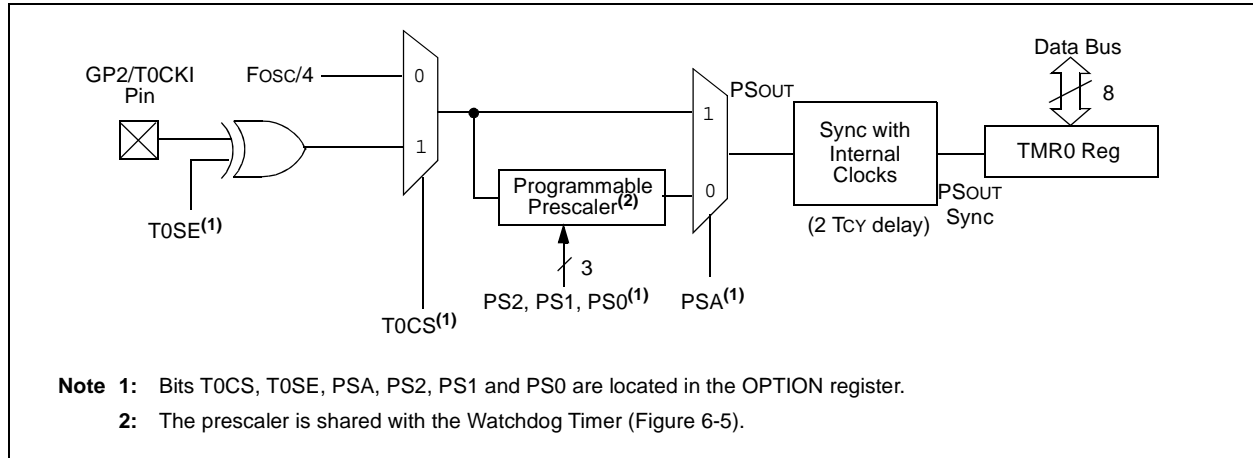 Data Bus
GP2/T0CKI
Pin
FOSC/4
0
1
T0SE(1)
T0CS(1)
Programmable
Prescaler(2)
3
PS2, PS1, PS0(1)
1
0
PSA(1)
PSOUT
Sync with
Internal
Clocks
(2 TCY delay)
PSOUT
Sync
8
TMR0 Reg
Note 1: Bits T0CS, T0SE, PSA, PS2, PS1 and PS0 are located in the OPTION register.
2: The prescaler is shared with the Watchdog Timer (Figure 6-5).